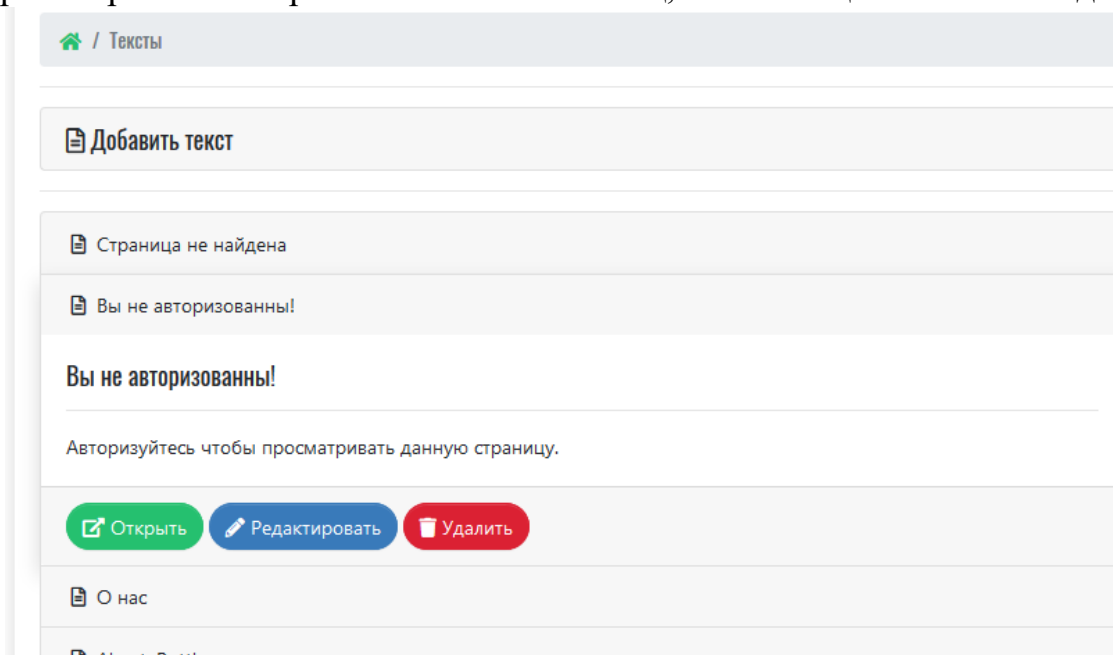 / Тексты
Добавить текст
Страница не найдена
Вы не авторизованны!
Вы не авторизованны!
Авторизуйтесь чтобы просматривать данную страницу.
Открыть Редактировать Удалить
О нас